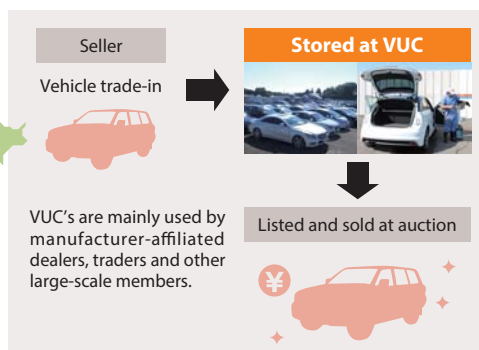 Seller
Vehicle trade-in
Stored at VUC
VUC's are mainly used by
manufacturer-affiliated
dealers, traders and other
large-scale members.
Listed and sold at auction
¥